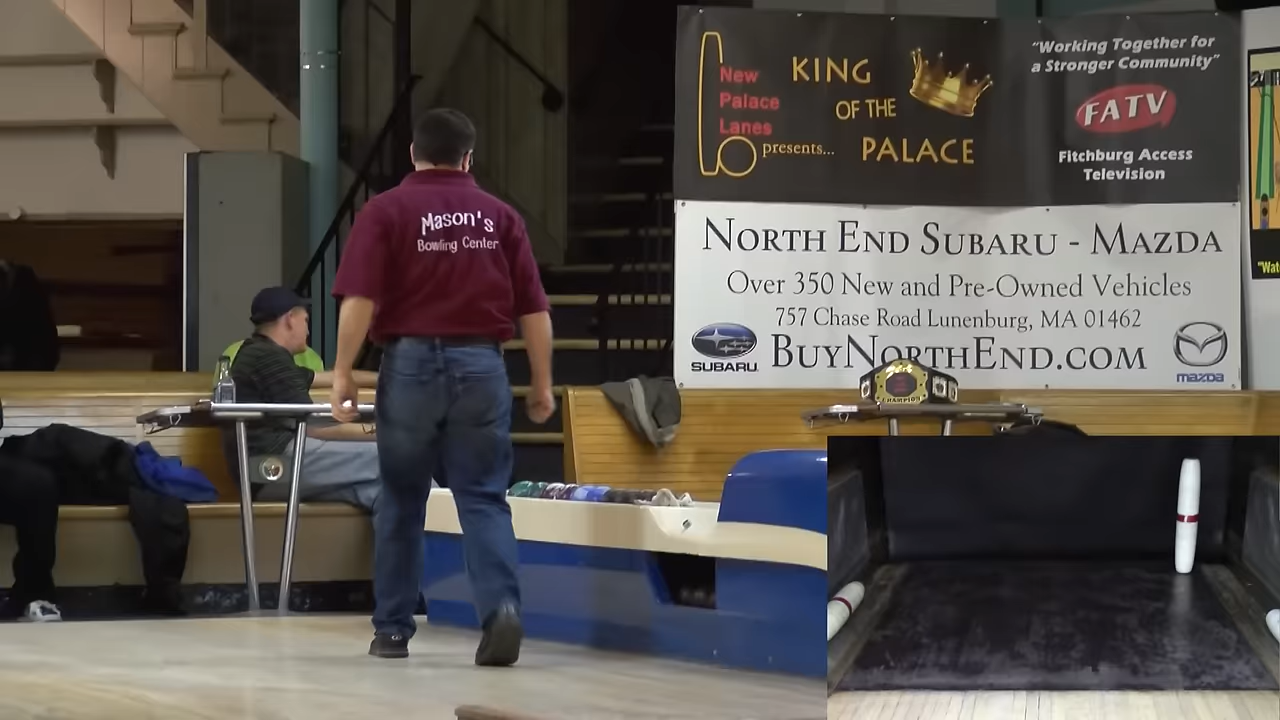 New
Palace
Lanes
presents...
KING
OF THE
PALACE
"Working Together for
a Stronger Community"
FATV
Fitchburg Access
Television
Mason's
Bowling Center
NORTH END SUBARU - MAZDA
Over 350 New and Pre-Owned Vehicles
757 Chase Road Lunenburg, MA 01462
BUYNORTHEND.COM
SUBARU
mazda
CHAMPION
"Wat